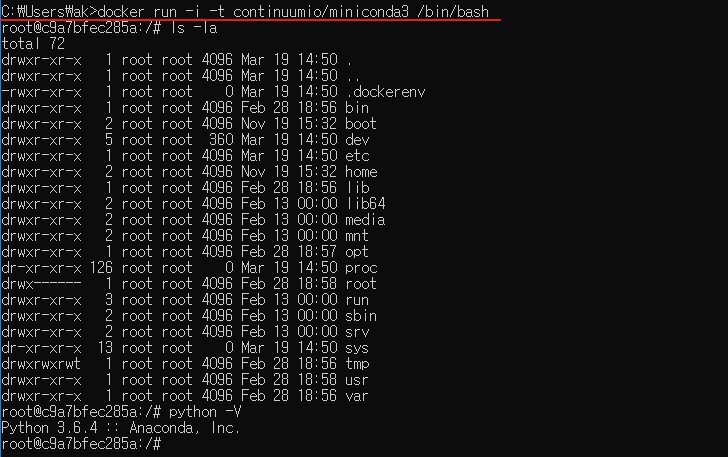 C:₩Users₩ak>docker run -i -t continuumio/miniconda3 /bin/bash
root@c9a7bfec285a:/# ls -la
total 72
drwxr-xr-x   1 root root 4096 Mar 19 14:50 .
drwxr-xr-x   1 root root 4096 Mar 19 14:50 ..
-rwxr-xr-x   1 root root    0 Mar 19 14:50 .dockerenv
drwxr-xr-x   1 root root 4096 Feb 28 18:56 bin
drwxr-xr-x   2 root root 4096 Nov 19 15:32 boot
drwxr-xr-x   5 root root  360 Mar 19 14:50 dev
drwxr-xr-x   1 root root 4096 Mar 19 14:50 etc
drwxr-xr-x   2 root root 4096 Nov 19 15:32 home
drwxr-xr-x   1 root root 4096 Feb 28 18:56 lib
drwxr-xr-x   2 root root 4096 Feb 13 00:00 lib64
drwxr-xr-x   2 root root 4096 Feb 13 00:00 media
drwxr-xr-x   2 root root 4096 Feb 13 00:00 mnt
drwxr-xr-x   1 root root 4096 Feb 28 18:57 opt
dr-xr-xr-x 126 root root    0 Mar 19 14:50 proc
drwx------   1 root root 4096 Feb 28 18:58 root
drwxr-xr-x   3 root root 4096 Feb 13 00:00 run
drwxr-xr-x   2 root root 4096 Feb 13 00:00 sbin
drwxr-xr-x   2 root root 4096 Feb 13 00:00 srv
dr-xr-xr-x  13 root root    0 Mar 19 14:50 sys
drwxrwxrwt   1 root root 4096 Feb 28 18:56 tmp
drwxr-xr-x   1 root root 4096 Feb 28 18:58 usr
drwxr-xr-x   1 root root 4096 Feb 28 18:56 var
root@c9a7bfec285a:/# python -V
Python 3.6.4 :: Anaconda, Inc.
root@c9a7bfec285a:/#